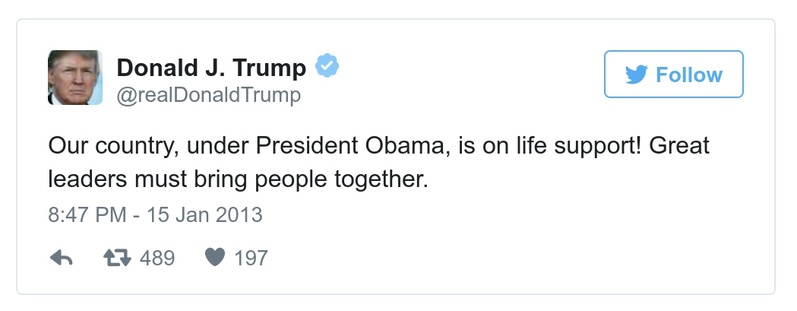 Donald J. Trump
@realDonaldTrump
Follow
Our country, under President Obama, is on life support! Great
leaders must bring people together.
8:47 PM - 15 Jan 2013
489 197